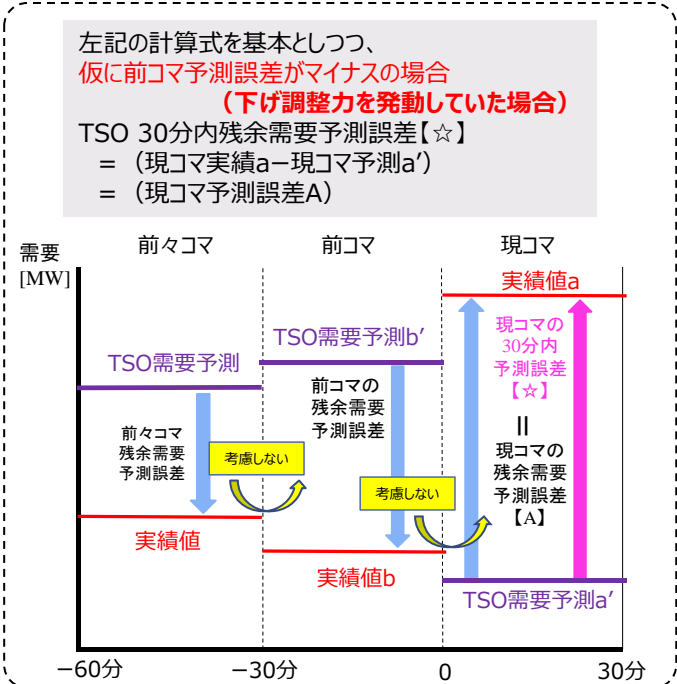 左記の計算式を基本としつつ、
仮に前コマ予測誤差がマイナスの場合
（下げ調整力を発動していた場合）
TSO 30分内残余需要予測誤差【☆】
＝（現コマ実績a−現コマ予測a′）
＝（現コマ予測誤差A）
前々コマ
前コマ
現コマ
需要
[MW]
実績値a
TSO需要予測
TSO需要予測b′
現コマの
30分内
予測誤差
【☆】
＝
現コマの
残余需要
予測誤差
【A】
前々コマ
残余需要
予測誤差
考慮しない
前コマの
残余需要
予測誤差
考慮しない
実績値
実績値b
TSO需要予測a′
−60分
−30分
0
30分